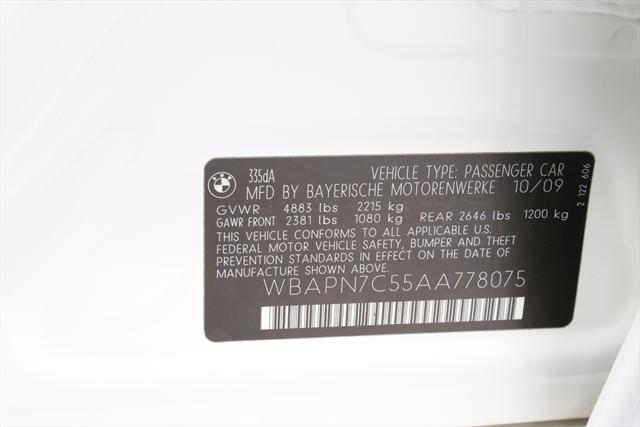 335dA VEHICLE TYPE: PASSENGER CAR
MFD BY BAYERISCHE MOTORENWERKE 10/09
GVWR 4883 lbs 2215 kg
GAWR FRONT 2381 lbs 1080 kg REAR 2646 lbs 1200 kg
THIS VEHICLE CONFORMS TO ALL APPLICABLE U.S.
FEDERAL MOTOR VEHICLE SAFETY, BUMPER AND THEFT
PREVENTION STANDARDS IN EFFECT ON THE DATE OF
MANUFACTURE SHOWN ABOVE.
WBAPN7C55AA778075
2 122 606